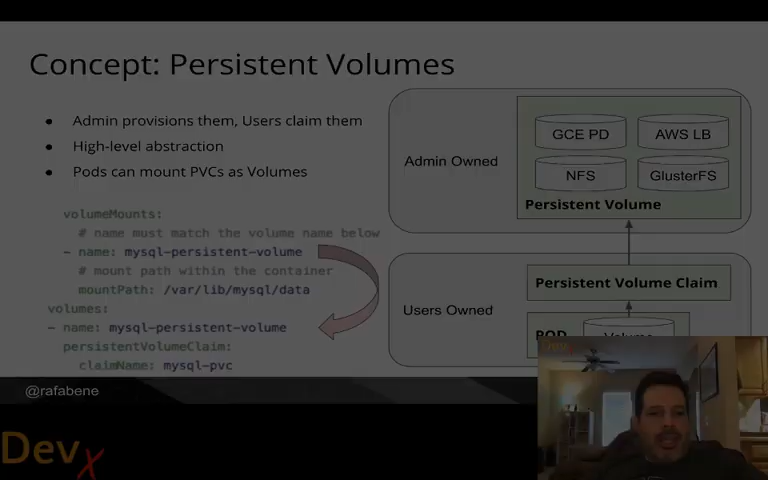 Concept: Persistent Volumes
● Admin provisions them, Users claim them
● High-level abstraction
● Pods can mount PVCs as Volumes
volumeMounts:
# name must match the volume name below
- name: mysql-persistent-volume
# mount path within the container
mountPath: /var/lib/mysql/data
volumes:
- name: mysql-persistent-volume
persistentVolumeClaim:
claimName: mysql-pvc
Admin Owned
GCE PD
AWS LB
NFS
GlusterFS
Persistent Volume
Users Owned
Persistent Volume Claim
POD
Volume
@rafabene
Dev x
Dev